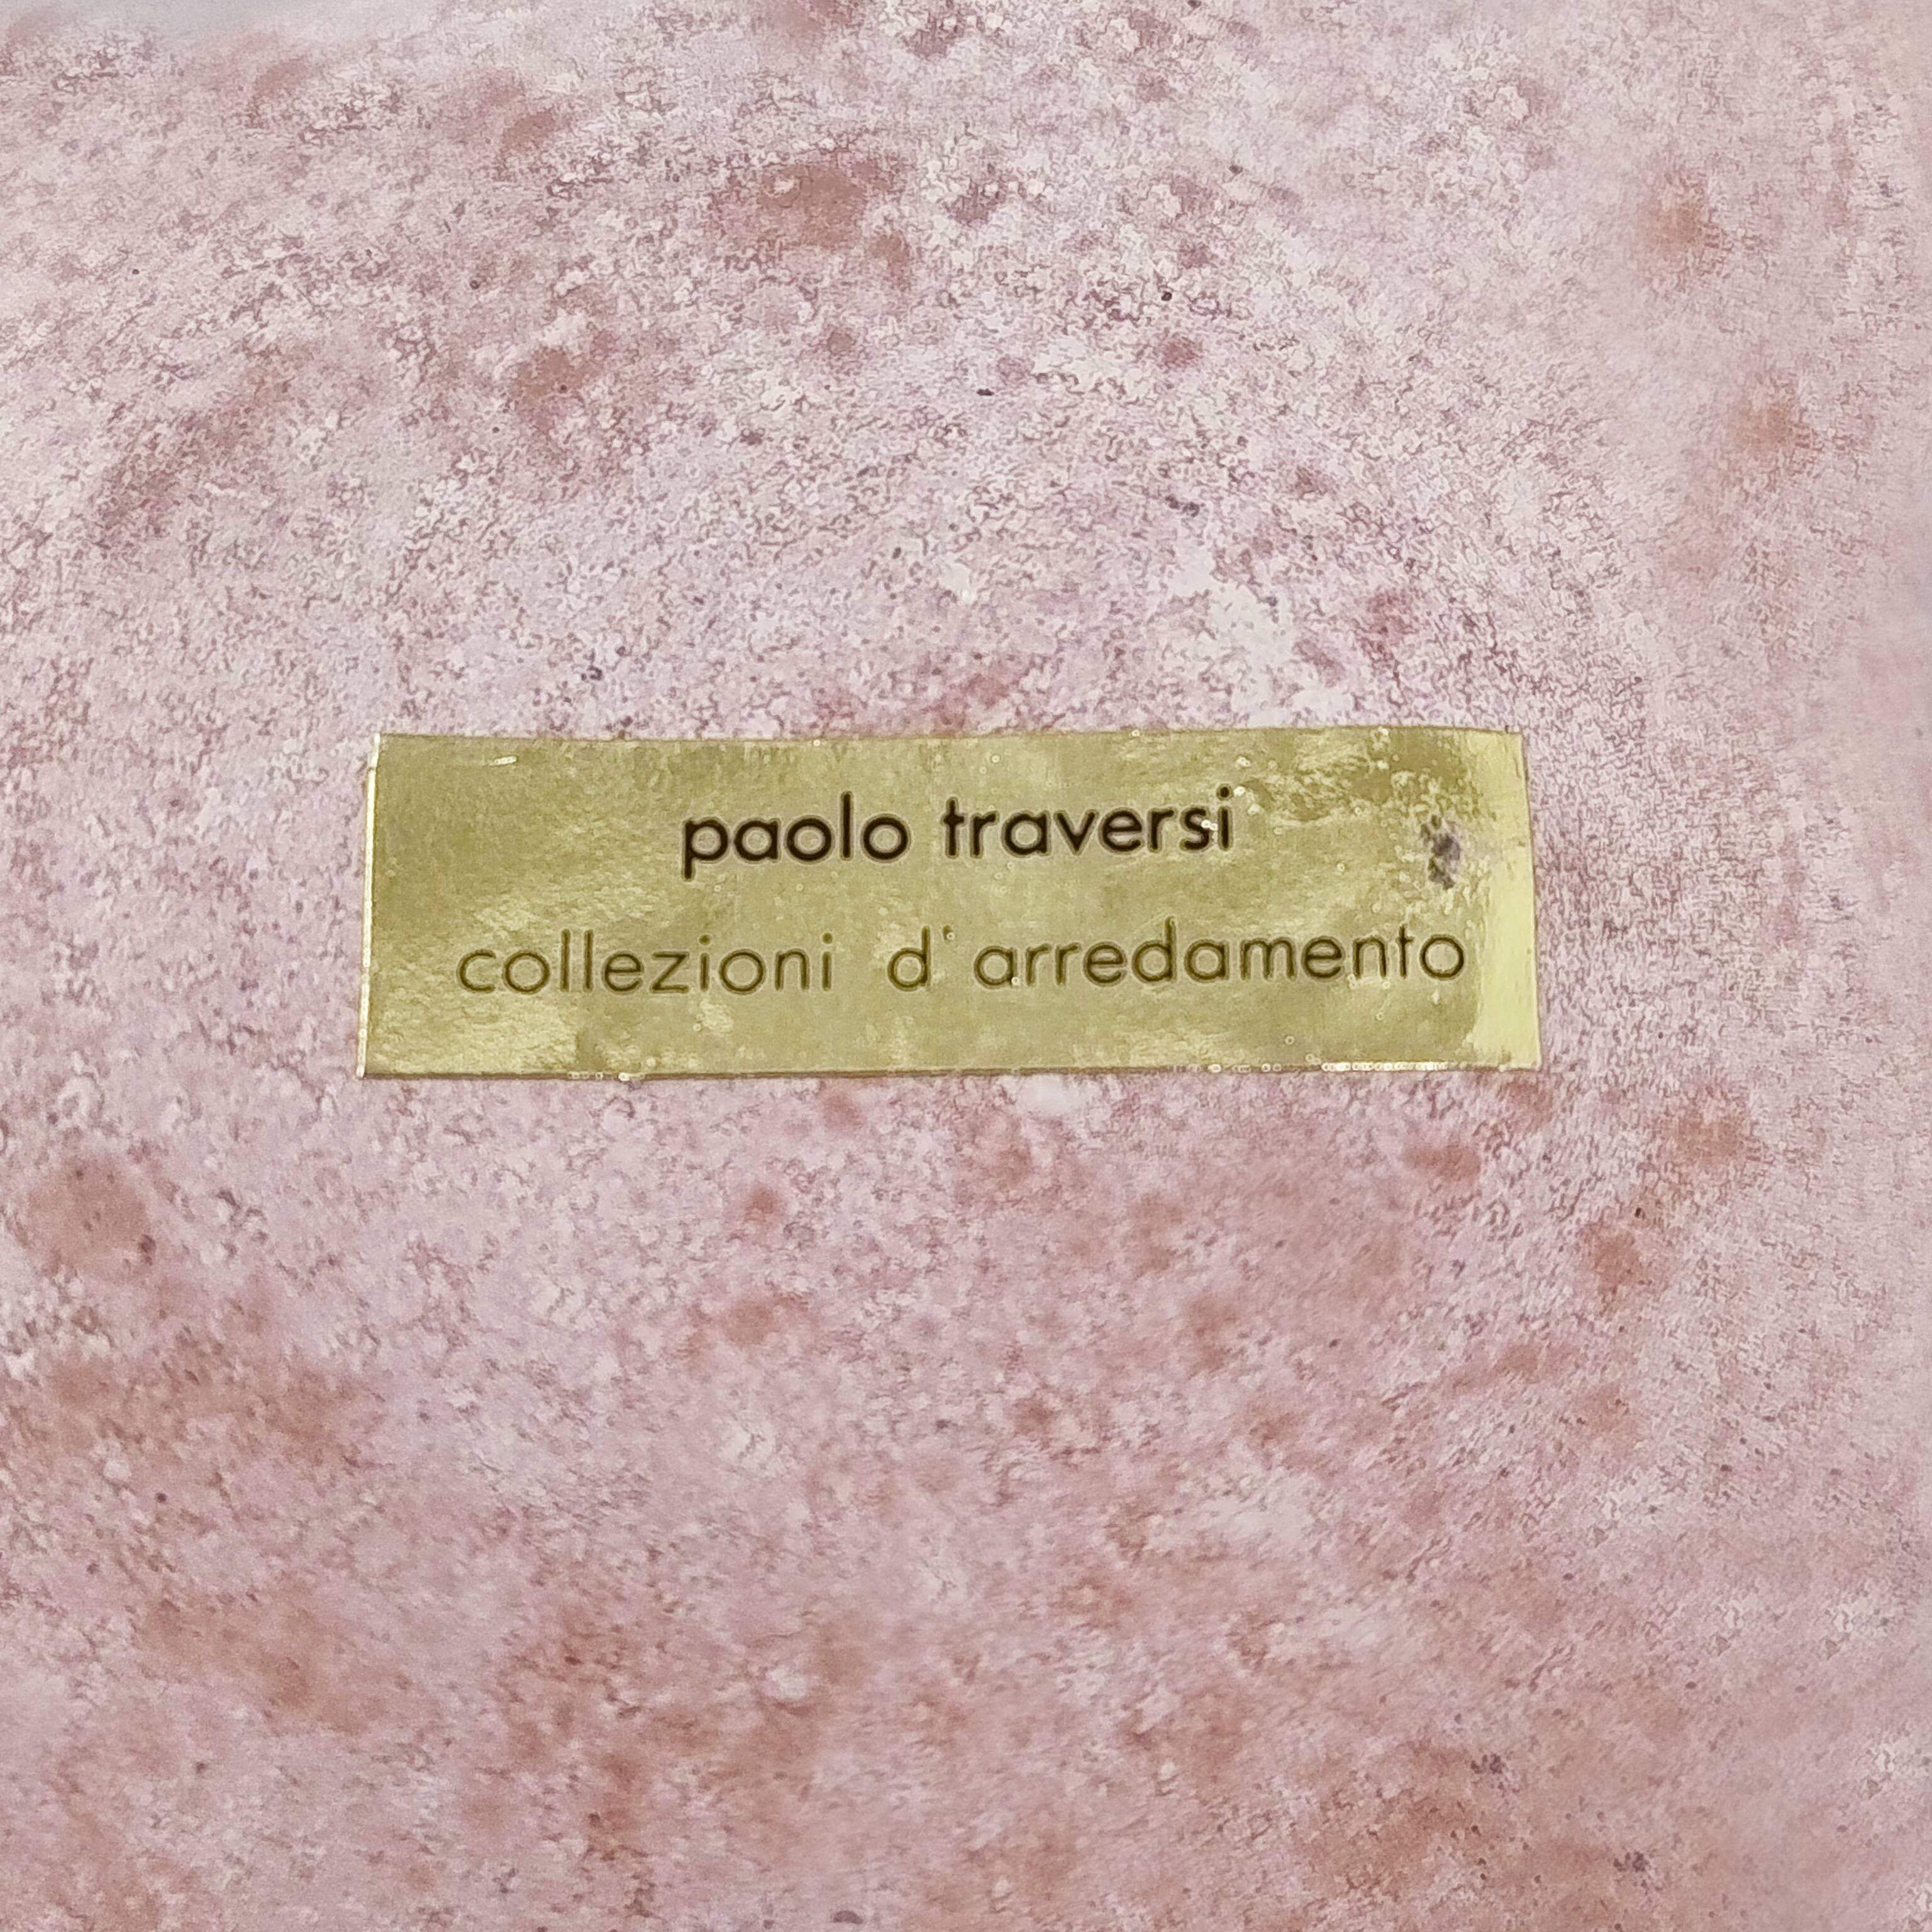 paolo traversi
collezioni d'arredamento